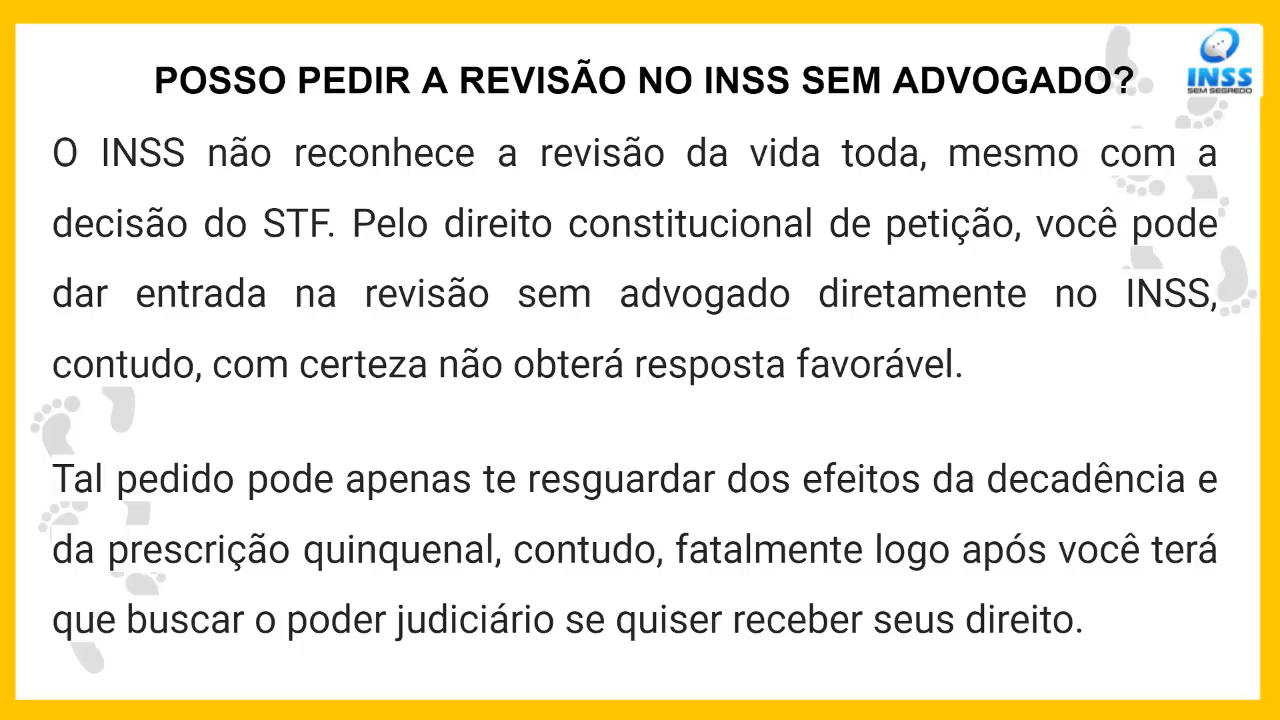 POSSO PEDIR A REVISÃO NO INSS SEM ADVOGADO?
INSS
SEM SEGREDO
O INSS não reconhece a revisão da vida toda, mesmo com a
decisão do STF. Pelo direito constitucional de petição, você pode
dar entrada na revisão sem advogado diretamente no INSS,
contudo, com certeza não obterá resposta favorável.
Tal pedido pode apenas te resguardar dos efeitos da decadência e
da prescrição quinquenal, contudo, fatalmente logo após você terá
que buscar o poder judiciário se quiser receber seus direito.